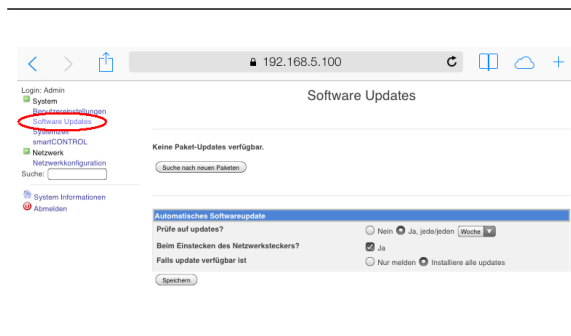 192.168.5.100
Login: Admin
System
Benutzereinstellungen
Software Updates
Systemzeit
smartCONTROL
Netzwerk
Netzwerkkonfiguration
Suche:
System Informationen
Abmelden
Software Updates
Keine Paket-Updates verfügbar.
Suche nach neuen Paketen
Automatisches Softwareupdate
Prüfe auf updates? Nein Ja, jede/jeden Woche
Beim Einstecken des Netzwerksteckers? Ja
Falls update verfügbar ist Nur melden Installiere alle updates
Speichern